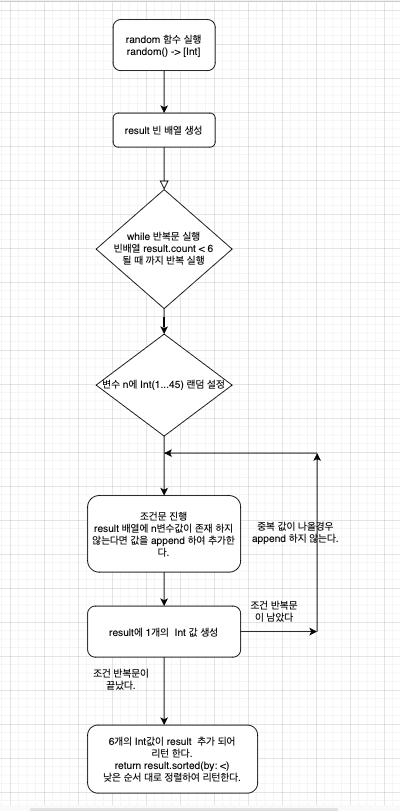 random 함수 실행
random() -> [Int]
result 빈 배열 생성
while 반복문 실행
빈배열 result.count < 6
될 때 까지 반복 실행
변수 n에 Int(1...45) 랜덤 설정
조건문 진행
result 배열에 n변수값이 존재 하지
않는다면 값을 append 하여 추가한
다.
중복 값이 나올경우
append 하지 않는다.
result에 1개의 Int 값 생성
조건 반복문
이 남았다
조건 반복문이
끝났다.
6개의 Int값이 result 추가 되어
리턴 한다.
return result.sorted(by: <)
낮은 순서 대로 정렬하여 리턴한다.